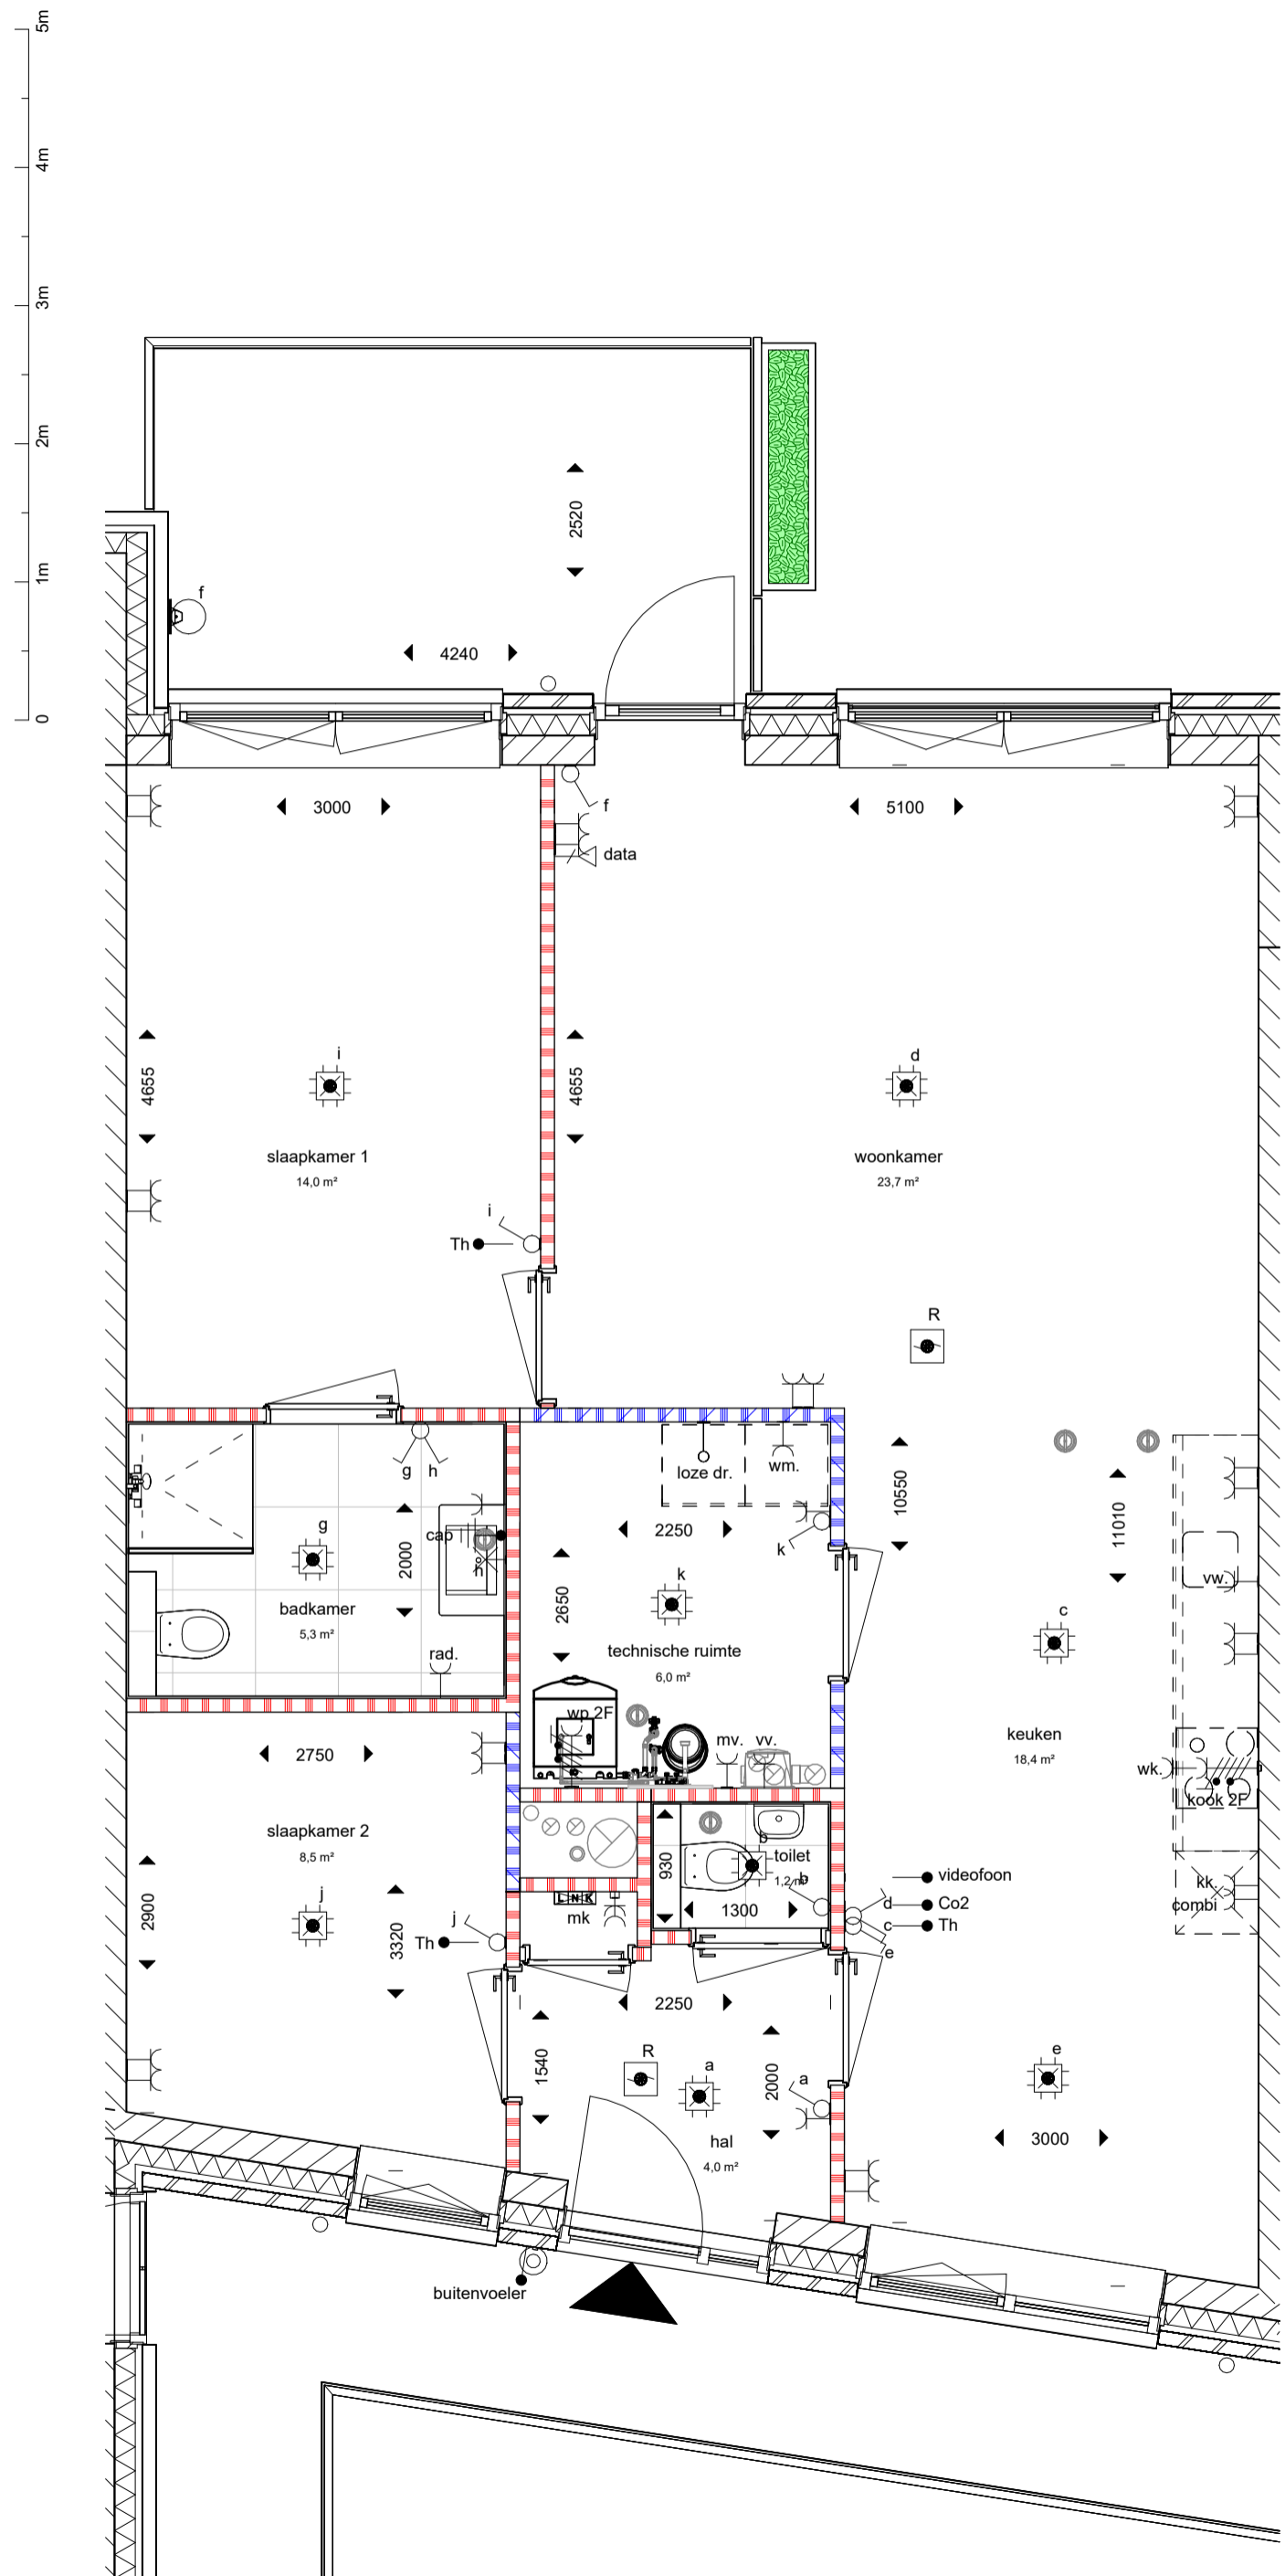 5m
4m
3m
2m
1m
0
2520
f
4240
3000
f
5100
data
i
d
4655
4655
slaapkamer 1
14,0 m²
woonkamer
23,7 m²
i
Th
R
g
h
loze dr.
wm.
10550
11010
2250
cap
g
2000
h
k
k
vw.
badkamer
5,3 m²
2650
c
technische ruimte
6,0 m²
rad.
wp 2F
keuken
18,4 m²
mv.
vv.
2750
wk.
kook 2F
slaapkamer 2
8,5 m²
b
toilet
1,2 m²
930
b
videofoon
kk.
combi
j
2900
L N K
mk
1300
d
Co2
c
Th
j
Th
3320
e
2250
1540
R
a
2000
a
e
hal
4,0 m²
3000
buitenvoeler